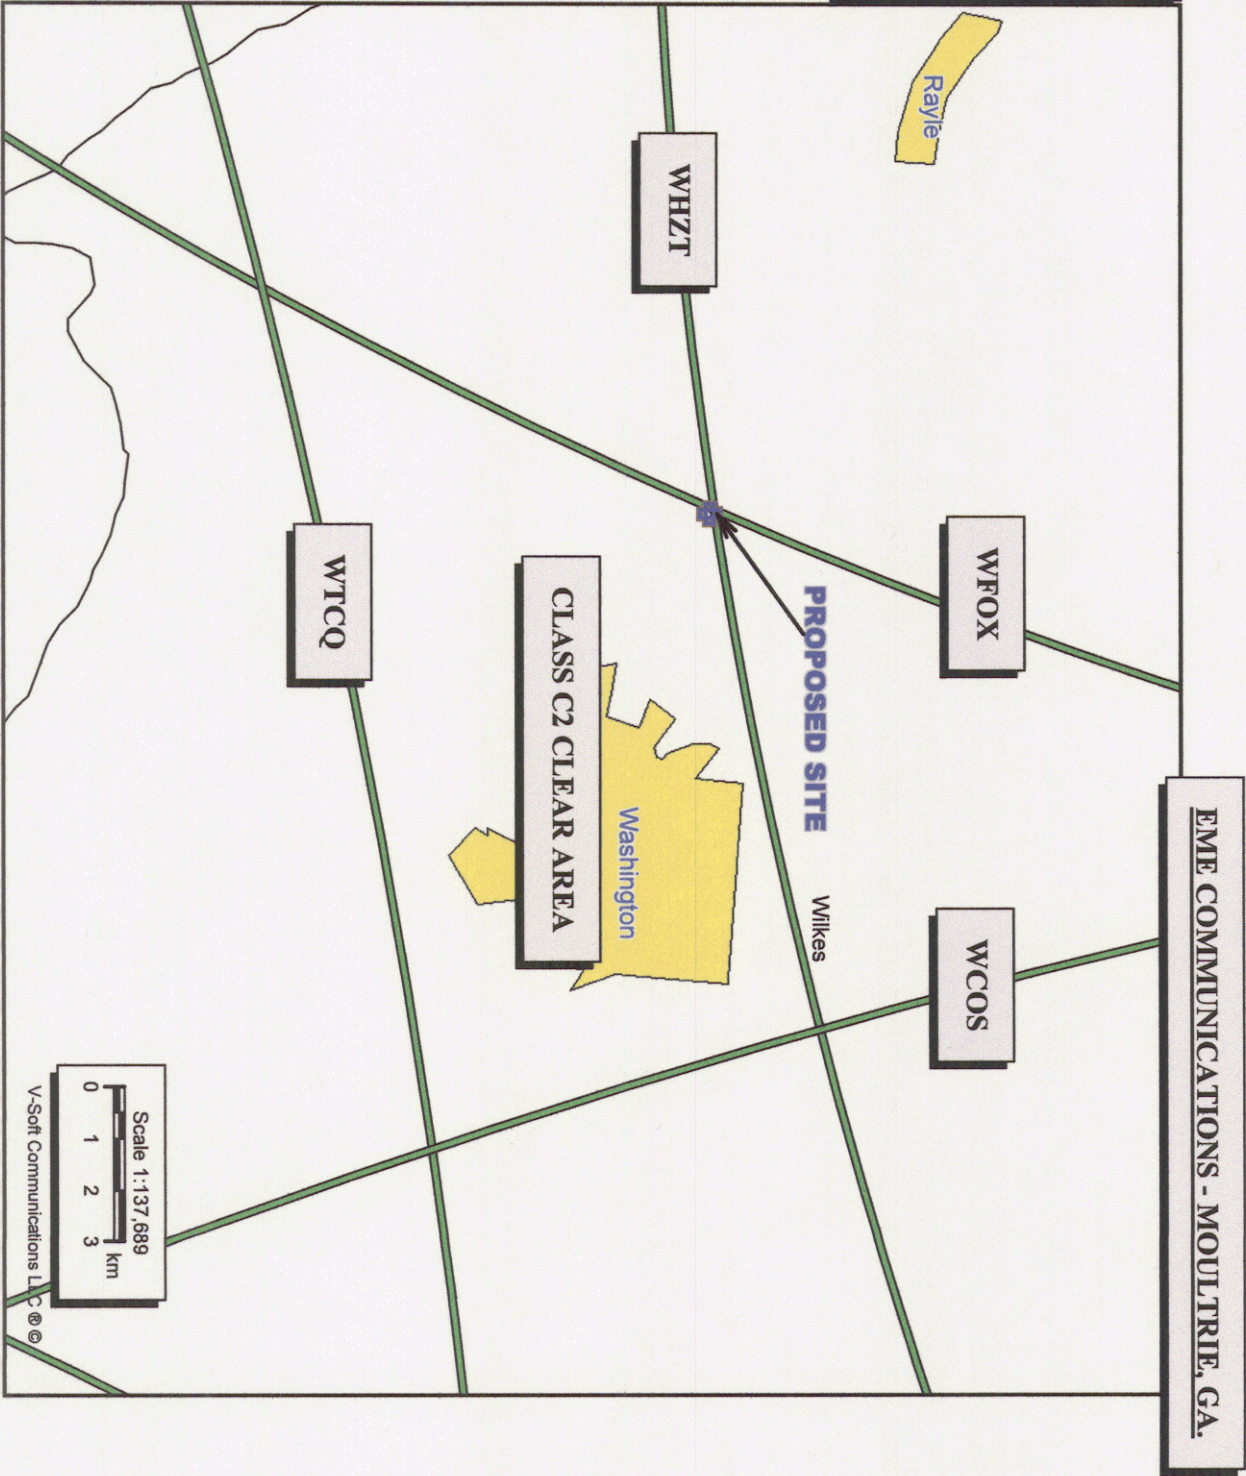 EME COMMUNICATIONS - MOULTRIE, GA.
Rayle
WFOX
WCOS
PROPOSED SITE
Wilkes
WHZT
Washington
CLASS C2 CLEAR AREA
WTCQ
Scale 1:137,689
0 1 2 3 km
V-Soft Communications LLC ® ©